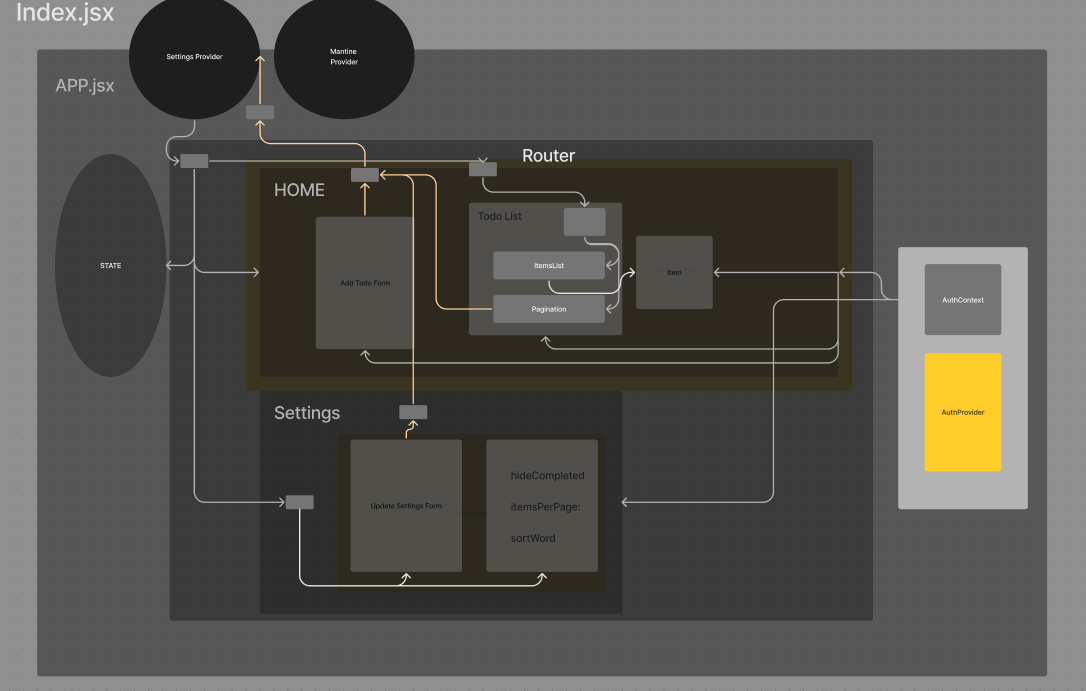 Index.jsx
Settings Provider
Mantine
Provider
APP.jsx
Router
HOME
Todo List
STATE
ItemsList
Item
Add Todo Form
Pagination
AuthContext
AuthProvider
Settings
hideCompleted
Update Settings Form
itemsPerPage:
sortWord